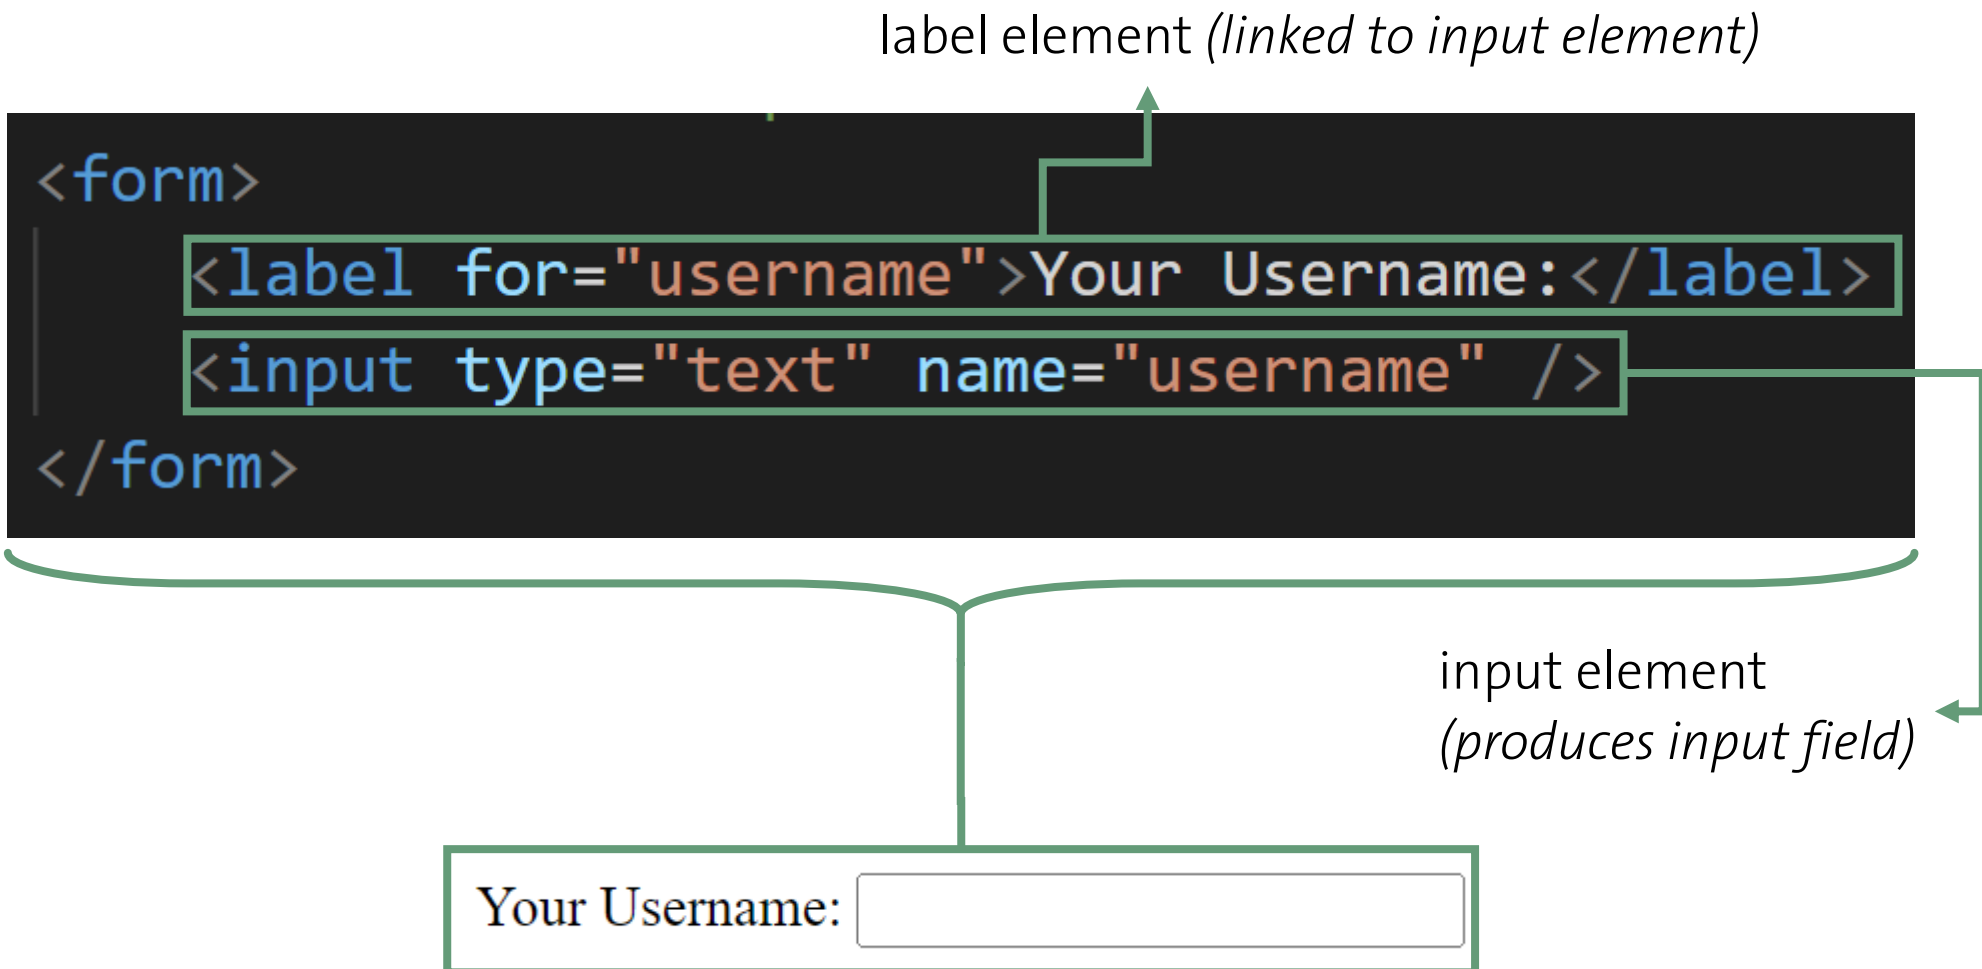 label element (linked to input element)
<form>
<label for="username">Your Username:</label>
<input type="text" name="username" />
</form>
input element
(produces input field)
Your Username: